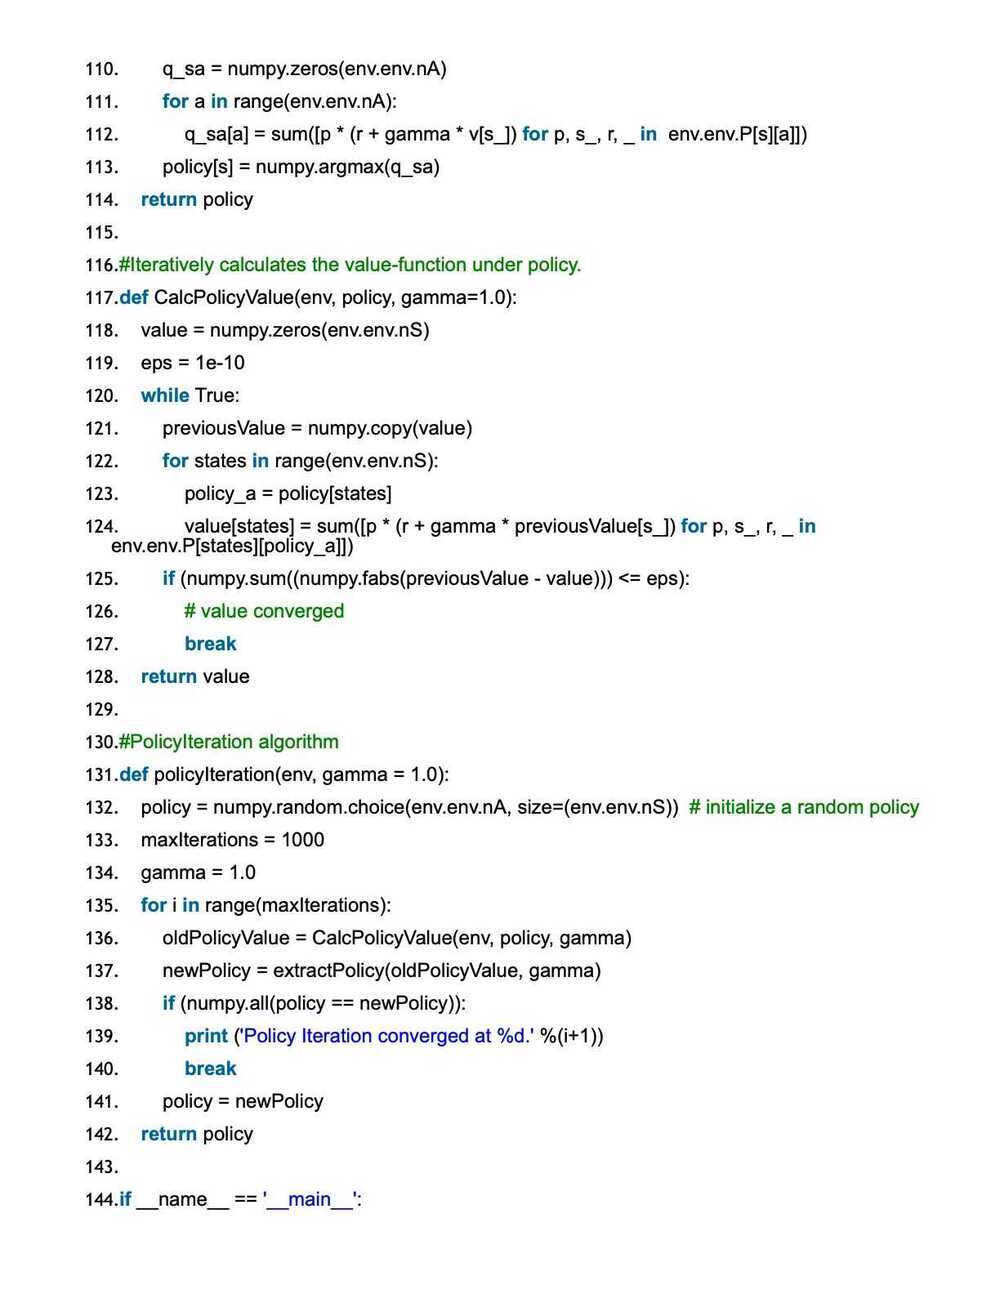 110.        q_sa = numpy.zeros(env.env.nA)
111.        for a in range(env.env.nA):
112.            q_sa[a] = sum([p * (r + gamma * v[s_]) for p, s_, r, _ in  env.env.P[s][a]])
113.        policy[s] = numpy.argmax(q_sa)
114.    return policy
115.
116.#Iteratively calculates the value-function under policy.
117.def CalcPolicyValue(env, policy, gamma=1.0):
118.    value = numpy.zeros(env.env.nS)
119.    eps = 1e-10
120.    while True:
121.        previousValue = numpy.copy(value)
122.        for states in range(env.env.nS):
123.            policy_a = policy[states]
124.            value[states] = sum([p * (r + gamma * previousValue[s_]) for p, s_, r, _ in
env.env.P[states][policy_a]])
125.        if (numpy.sum((numpy.fabs(previousValue - value))) <= eps):
126.            # value converged
127.            break
128.    return value
129.
130.#PolicyIteration algorithm
131.def policyIteration(env, gamma = 1.0):
132.    policy = numpy.random.choice(env.env.nA, size=(env.env.nS))  # initialize a random policy
133.    maxIterations = 1000
134.    gamma = 1.0
135.    for i in range(maxIterations):
136.        oldPolicyValue = CalcPolicyValue(env, policy, gamma)
137.        newPolicy = extractPolicy(oldPolicyValue, gamma)
138.        if (numpy.all(policy == newPolicy)):
139.            print ('Policy Iteration converged at %d.' %(i+1))
140.            break
141.        policy = newPolicy
142.    return policy
143.
144.if __name__ == '__main__':